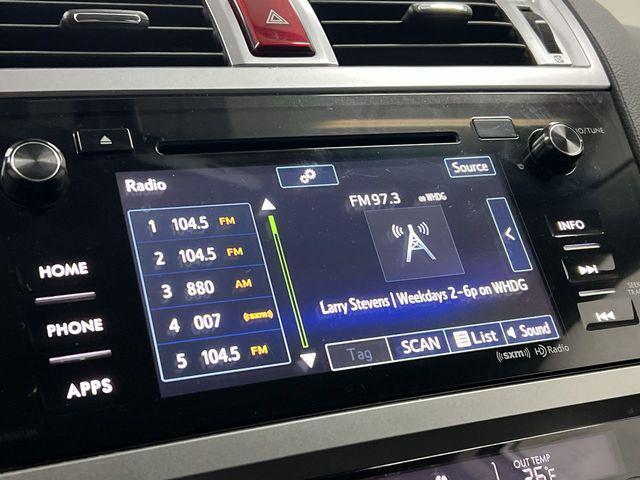 Radio
Source
1 104.5 FM
2 104.5 FM
3 880 AM
4 007 ((sxm))
5 104.5 FM
FM 97.3 on WHDG
Larry Stevens | Weekdays 2-6p on WHDG
Tag
SCAN
List
Sound
((sxm)) HD Radio
HOME
PHONE
APPS
/TUNE
INFO
OUT TEMP